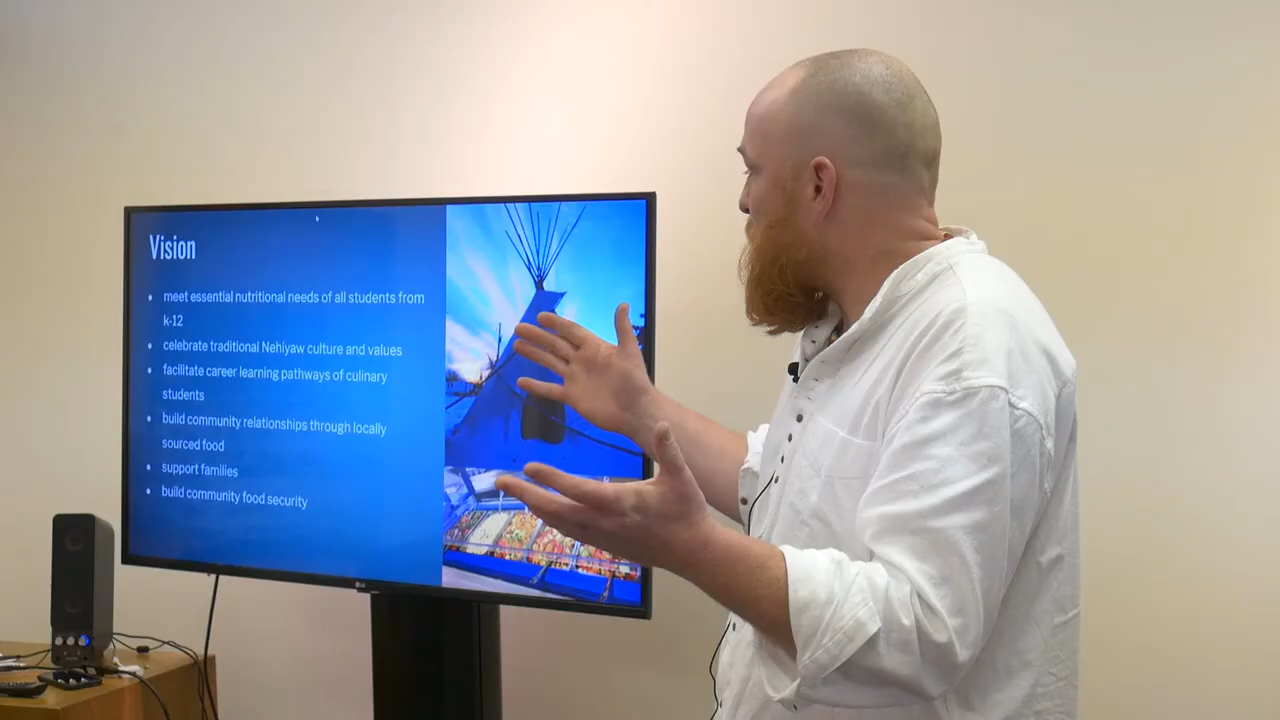 Vision
meet essential nutritional needs of all students from
k-12
celebrate traditional Nehiyaw culture and values
facilitate career learning pathways of culinary
students
build community relationships through locally
sourced food
support families
build community food security
LG